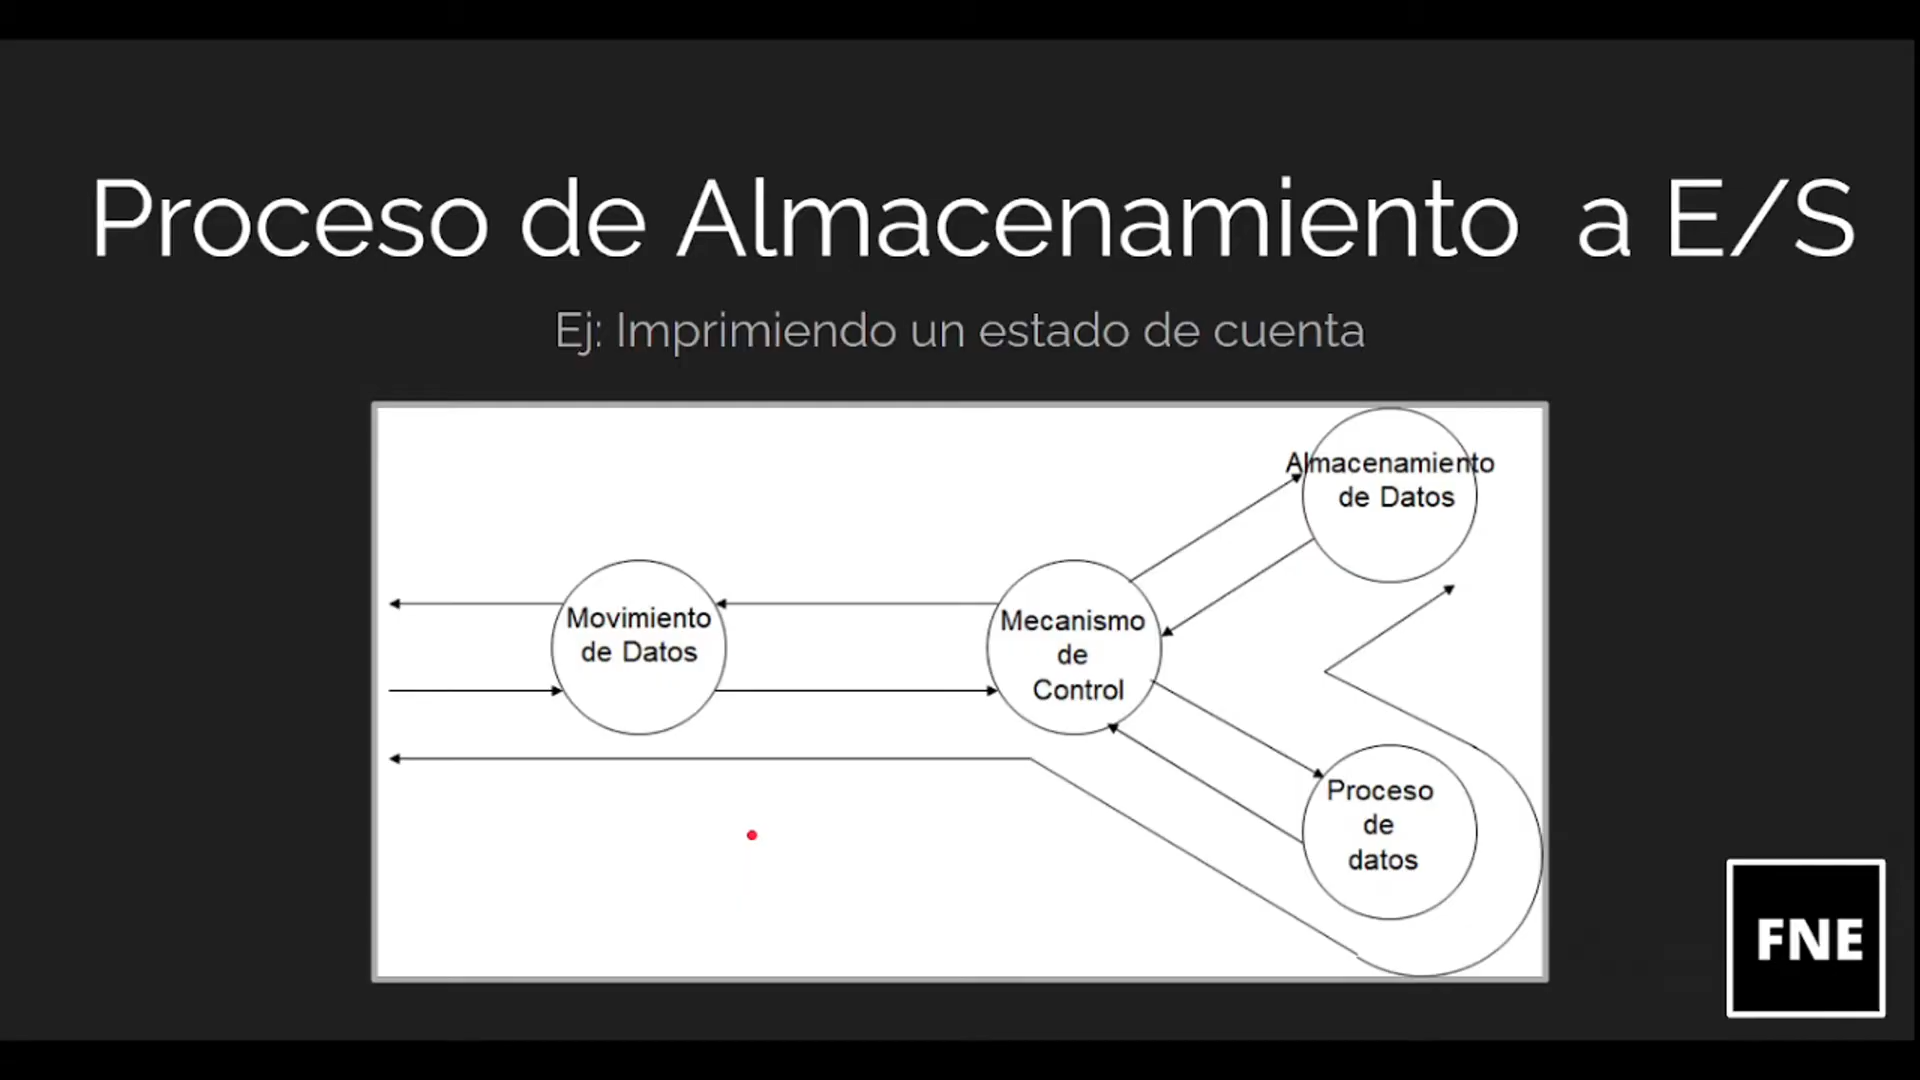 Proceso de Almacenamiento a E/S
Ej: Imprimiendo un estado de cuenta
Almacenamiento
de Datos
Movimiento
de Datos
Mecanismo
de
Control
Proceso
de
datos
FNE